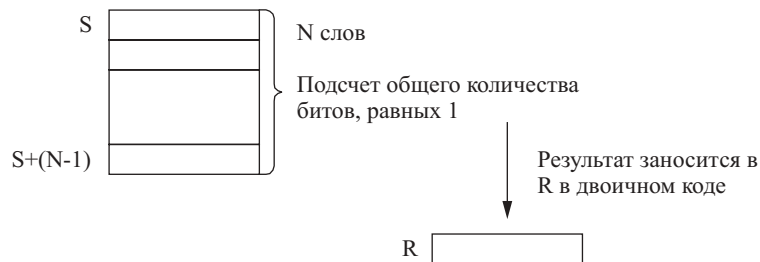 S
N слов
Подсчет общего количества
битов, равных 1
S+(N-1)
Результат заносится в
R в двоичном коде
R